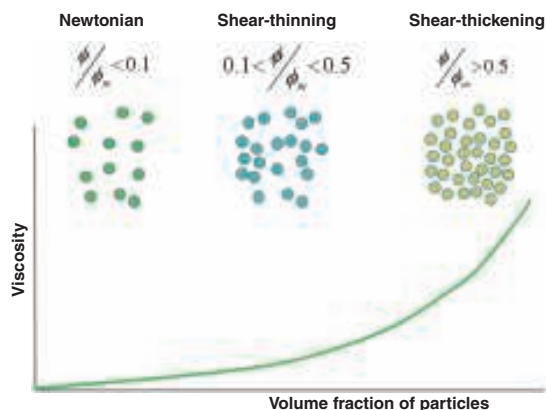 Newtonian Shear-thinning Shear-thickening
ϕ/ϕₘ <0.1 0.1< ϕ/ϕₘ <0.5 ϕ/ϕₘ >0.5
Viscosity
Volume fraction of particles